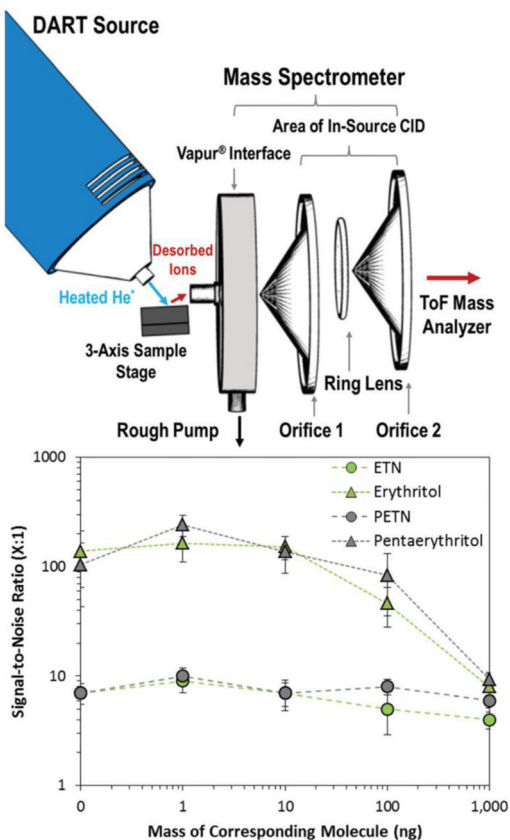 DART Source
Mass Spectrometer
Area of In-Source CID
Vapur® Interface
Desorbed
Ions
Heated He*
3-Axis Sample
Stage
ToF Mass
Analyzer
Ring Lens
Rough Pump
Orifice 1
Orifice 2
1000
100
10
1
Signal-to-Noise Ratio (X:1)
ETN
Erythritol
PETN
Pentaerythritol
0
1
10
100
1,000
Mass of Corresponding Molecule (ng)